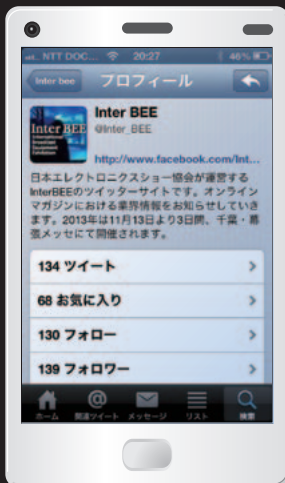 NTT DOC... 20:27 46%
Inter bee プロフィール
Inter BEE
@Inter_BEE
Inter BEE
International
Broadcast
Equipment
Exhibition
http://www.facebook.com/Int...
日本エレクトロニクスショー協会が運営する
InterBEEのツイッターサイトです。オンライン
マガジンにおける業界情報をお知らせしていき
ます。2013年は11月13日より3日間、千葉・幕
張メッセにて開催されます。
134 ツイート
68 お気に入り
130 フォロー
139 フォロワー
ホーム 関連ツイート メッセージ リスト 検索